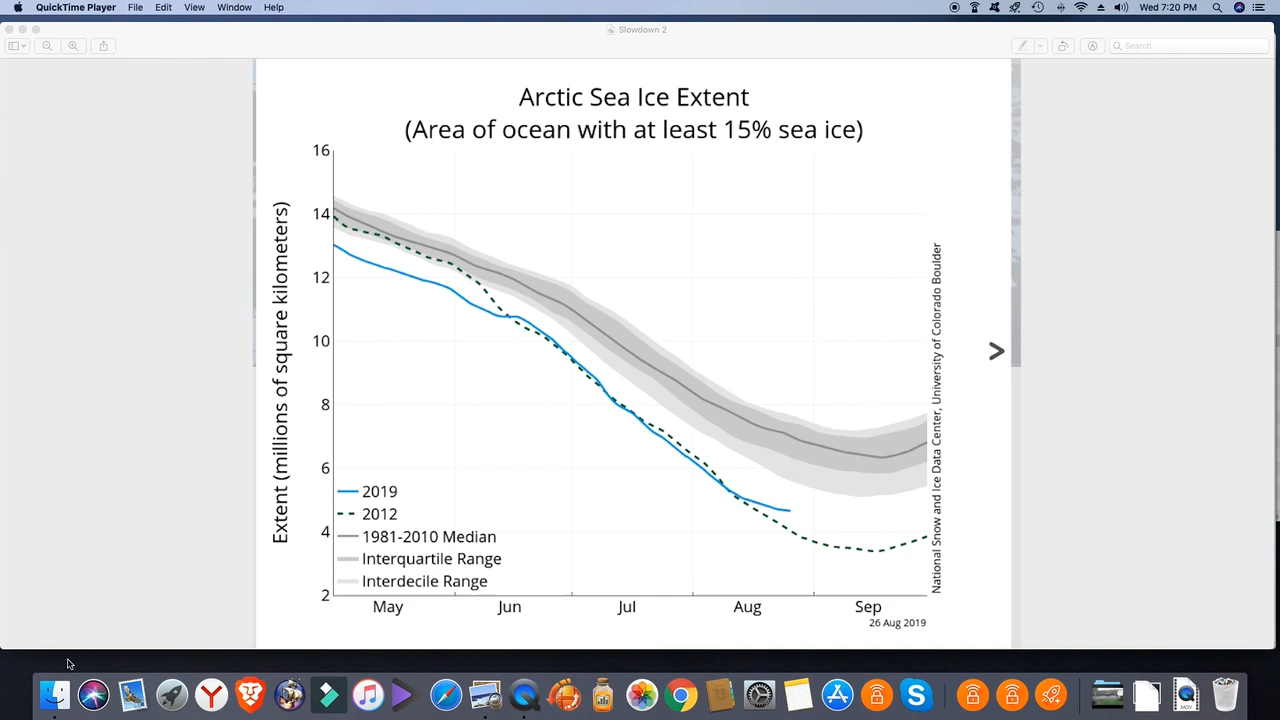 QuickTime Player File Edit View Window Help Wed 7:20 PM
Slowdown 2
Search
Arctic Sea Ice Extent
(Area of ocean with at least 15% sea ice)
Extent (millions of square kilometers)
16
14
12
10
8
6
4
2
2019
2012
1981-2010 Median
Interquartile Range
Interdecile Range
May Jun Jul Aug Sep
26 Aug 2019
National Snow and Ice Data Center, University of Colorado Boulder
>